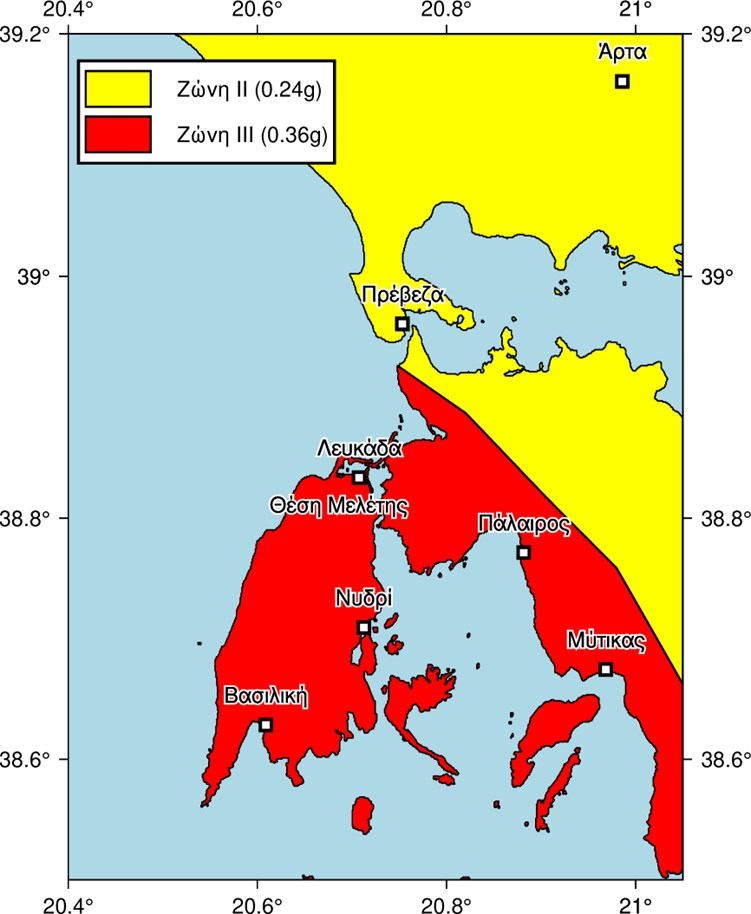 20.4° 20.6° 20.8° 21°
39.2° 39.2°
Άρτα
Ζώνη II (0.24g)
Ζώνη III (0.36g)
39° 39°
Πρέβεζα
Λευκάδα
Θέση Μελέτης
38.8° 38.8°
Πάλαιρος
Νυδρί
Μύτικας
Βασιλική
38.6° 38.6°
20.4° 20.6° 20.8° 21°